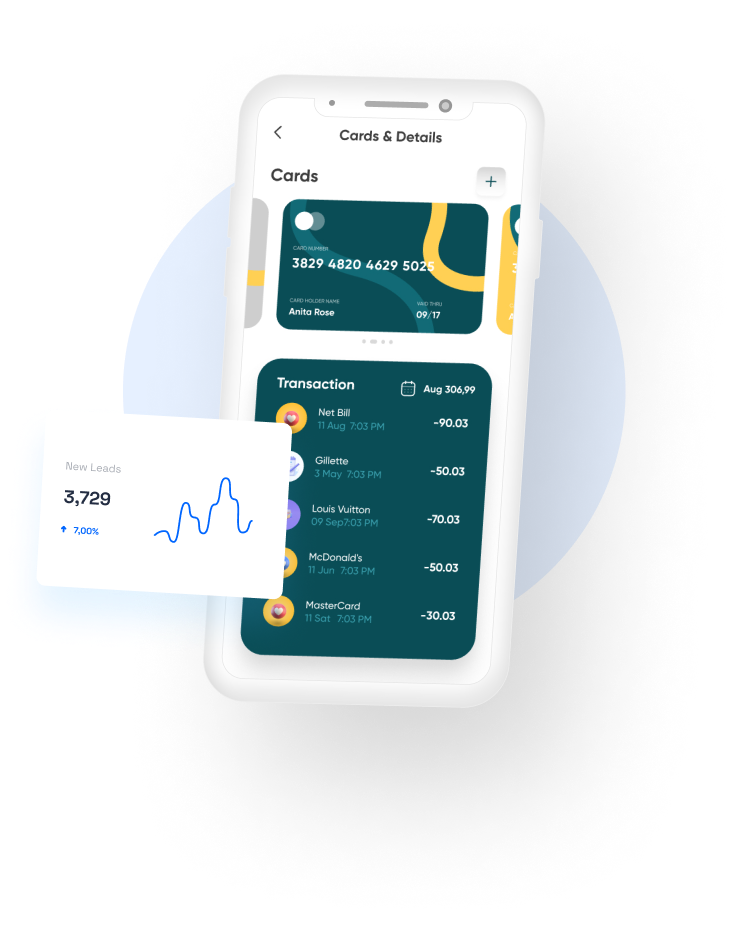 Cards & Details
Cards
CARD NUMBER
3829 4820 4629 5025
CARD HOLDER NAME
VAID THRU
Anita Rose
09/17
Transaction
Aug 306,99
Net Bill
11 Aug 7:03 PM
-90.03
Gillette
3 May 7:03 PM
-50.03
Louis Vuitton
09 Sep7:03 PM
-70.03
McDonald's
11 Jun 7:03 PM
-50.03
MasterCard
11 Sat 7:03 PM
-30.03
New Leads
3,729
7,00%